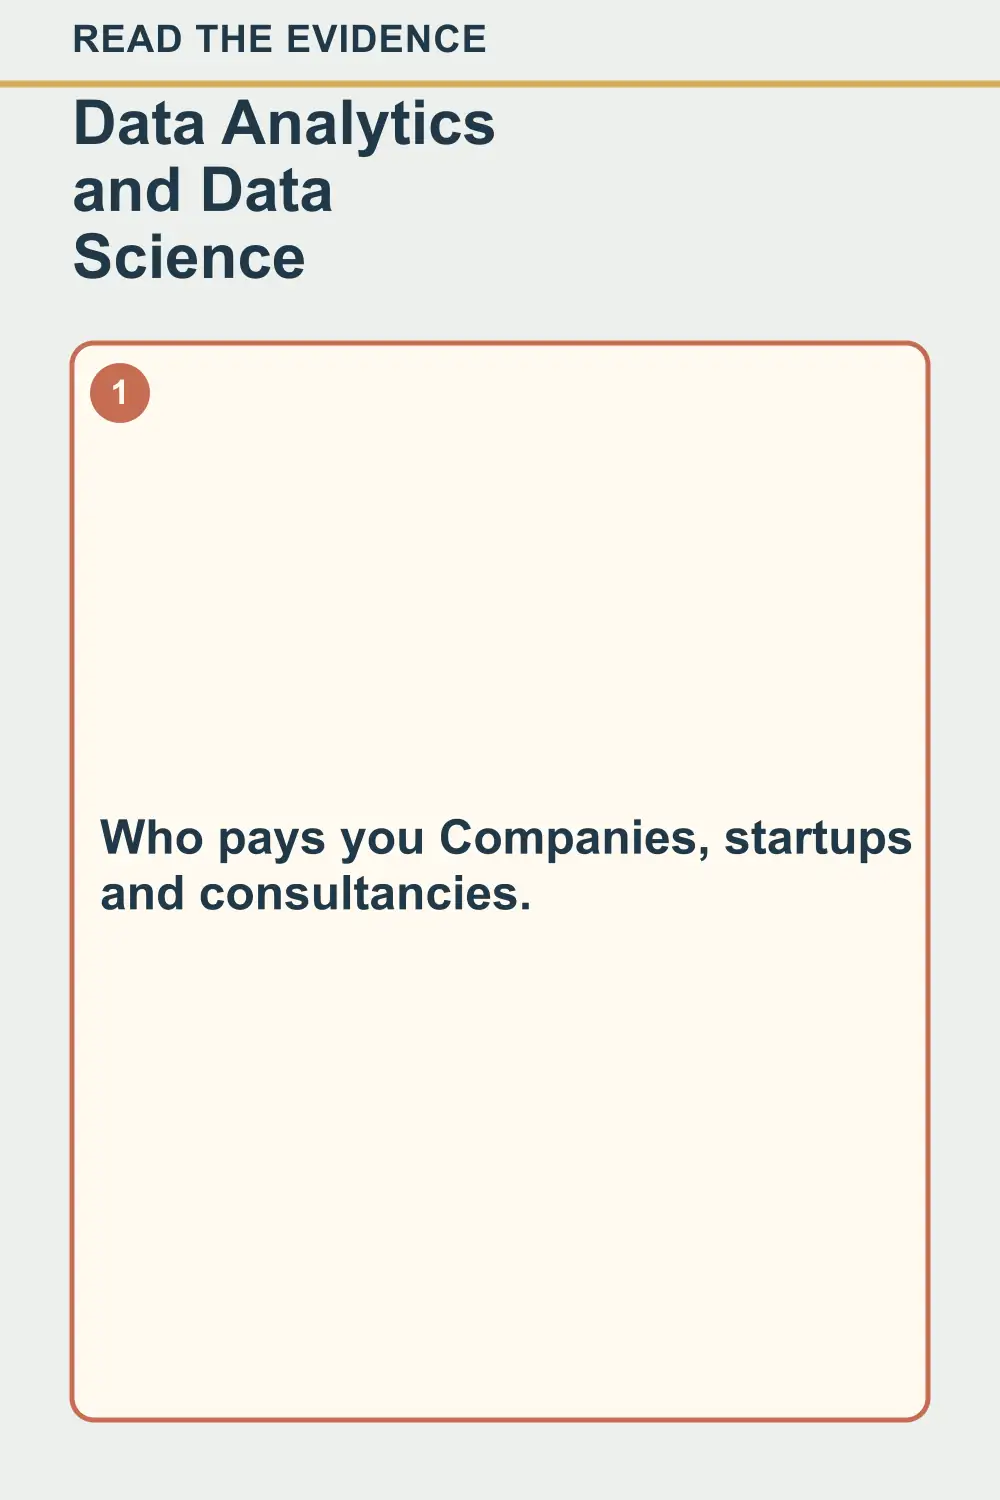 READ THE EVIDENCE
Data Analytics
and Data
Science
1
Who pays you Companies, startups
and consultancies.